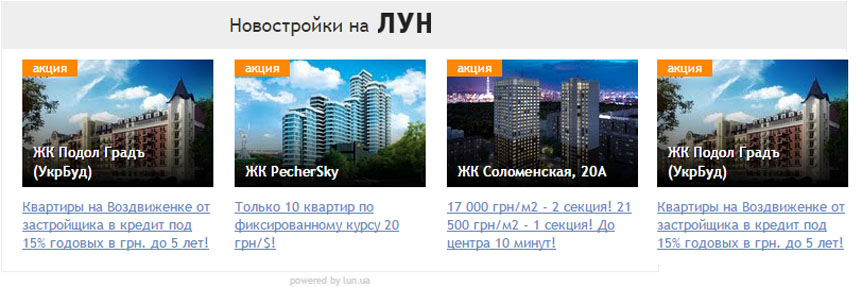 Новостройки на ЛУН
акция
ЖК Подол Градъ
(УкрБуд)
Квартиры на Воздвиженке от
застройщика в кредит под
15% годовых в грн. до 5 лет!
акция
ЖК PecherSky
Только 10 квартир по
фиксированному курсу 20
грн/$!
акция
ЖК Соломенская, 20А
17 000 грн/м2 - 2 секция! 21
500 грн/м2 - 1 секция! До
центра 10 минут!
акция
ЖК Подол Градъ
(УкрБуд)
Квартиры на Воздвиженке от
застройщика в кредит под
15% годовых в грн. до 5 лет!
powered by lun.ua